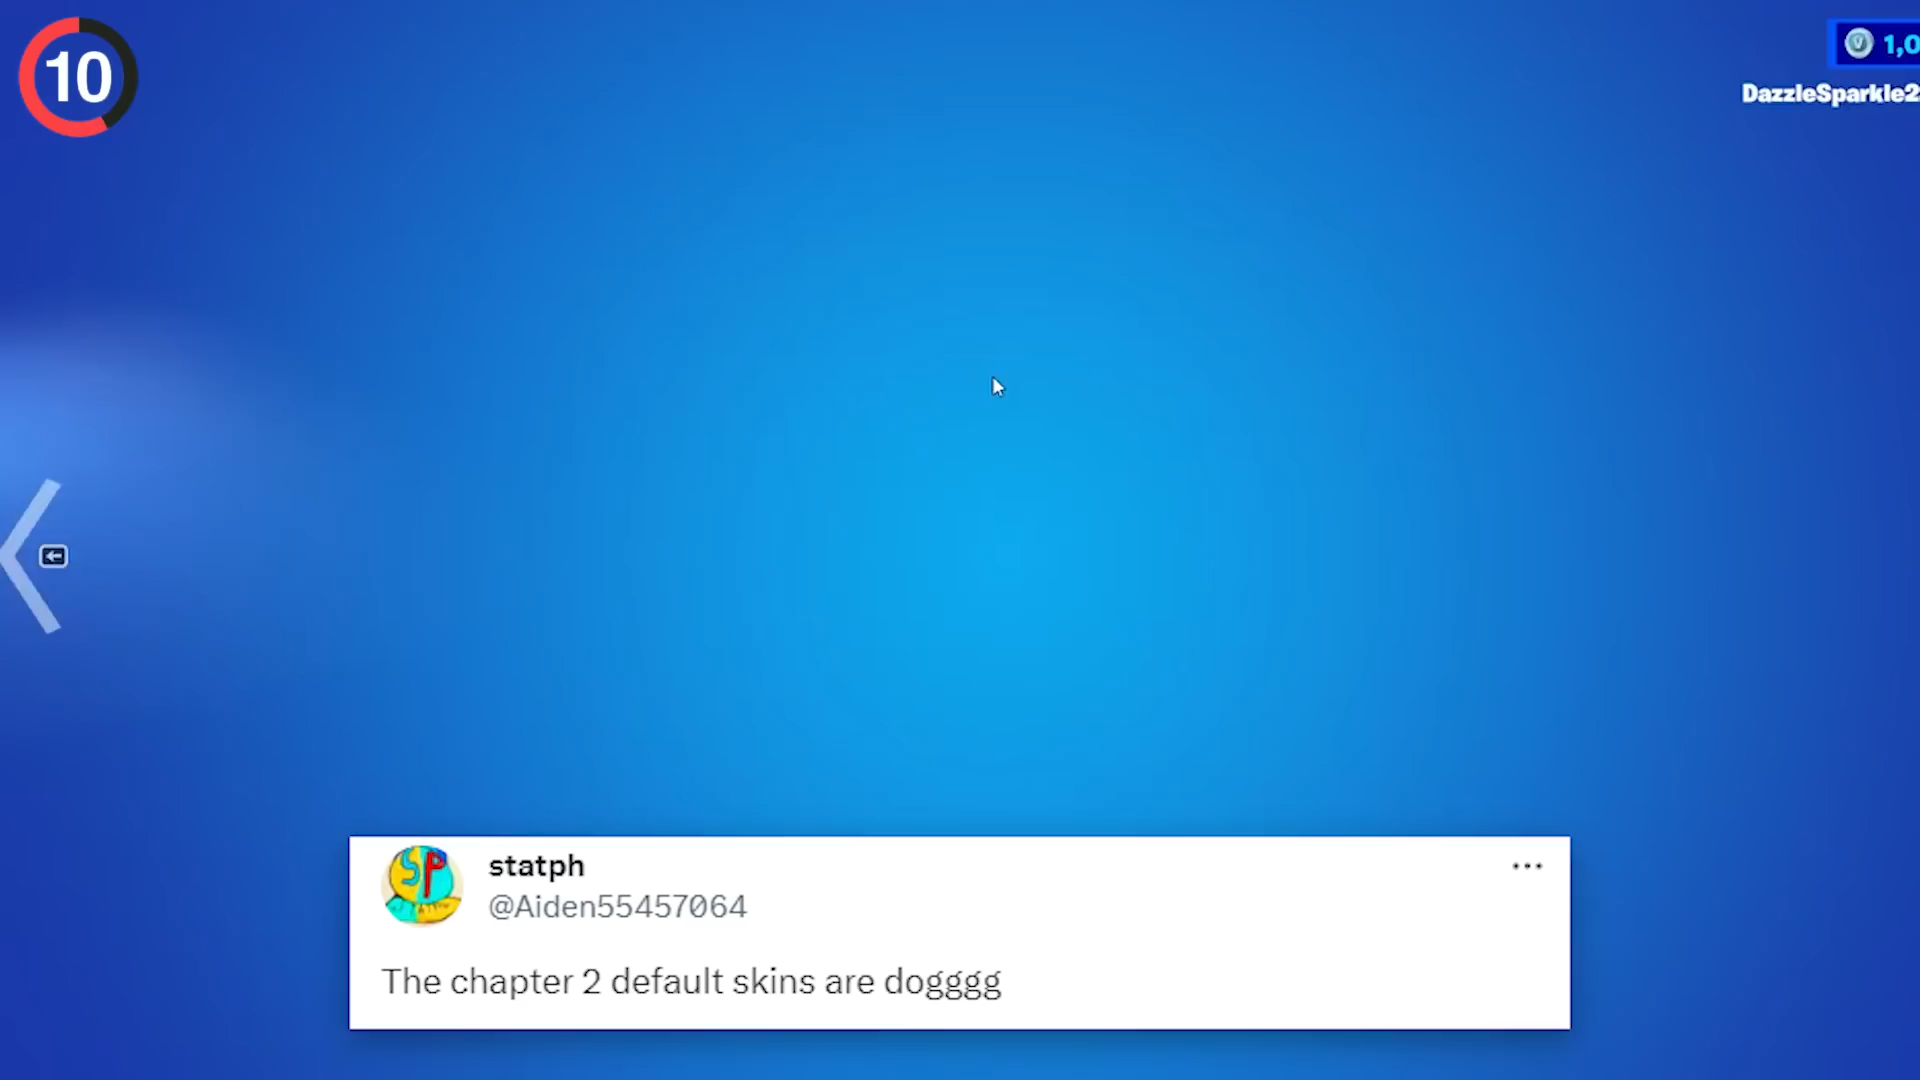 10
1,0
DazzleSparkle2
statph
@Aiden55457064
The chapter 2 default skins are dogggg